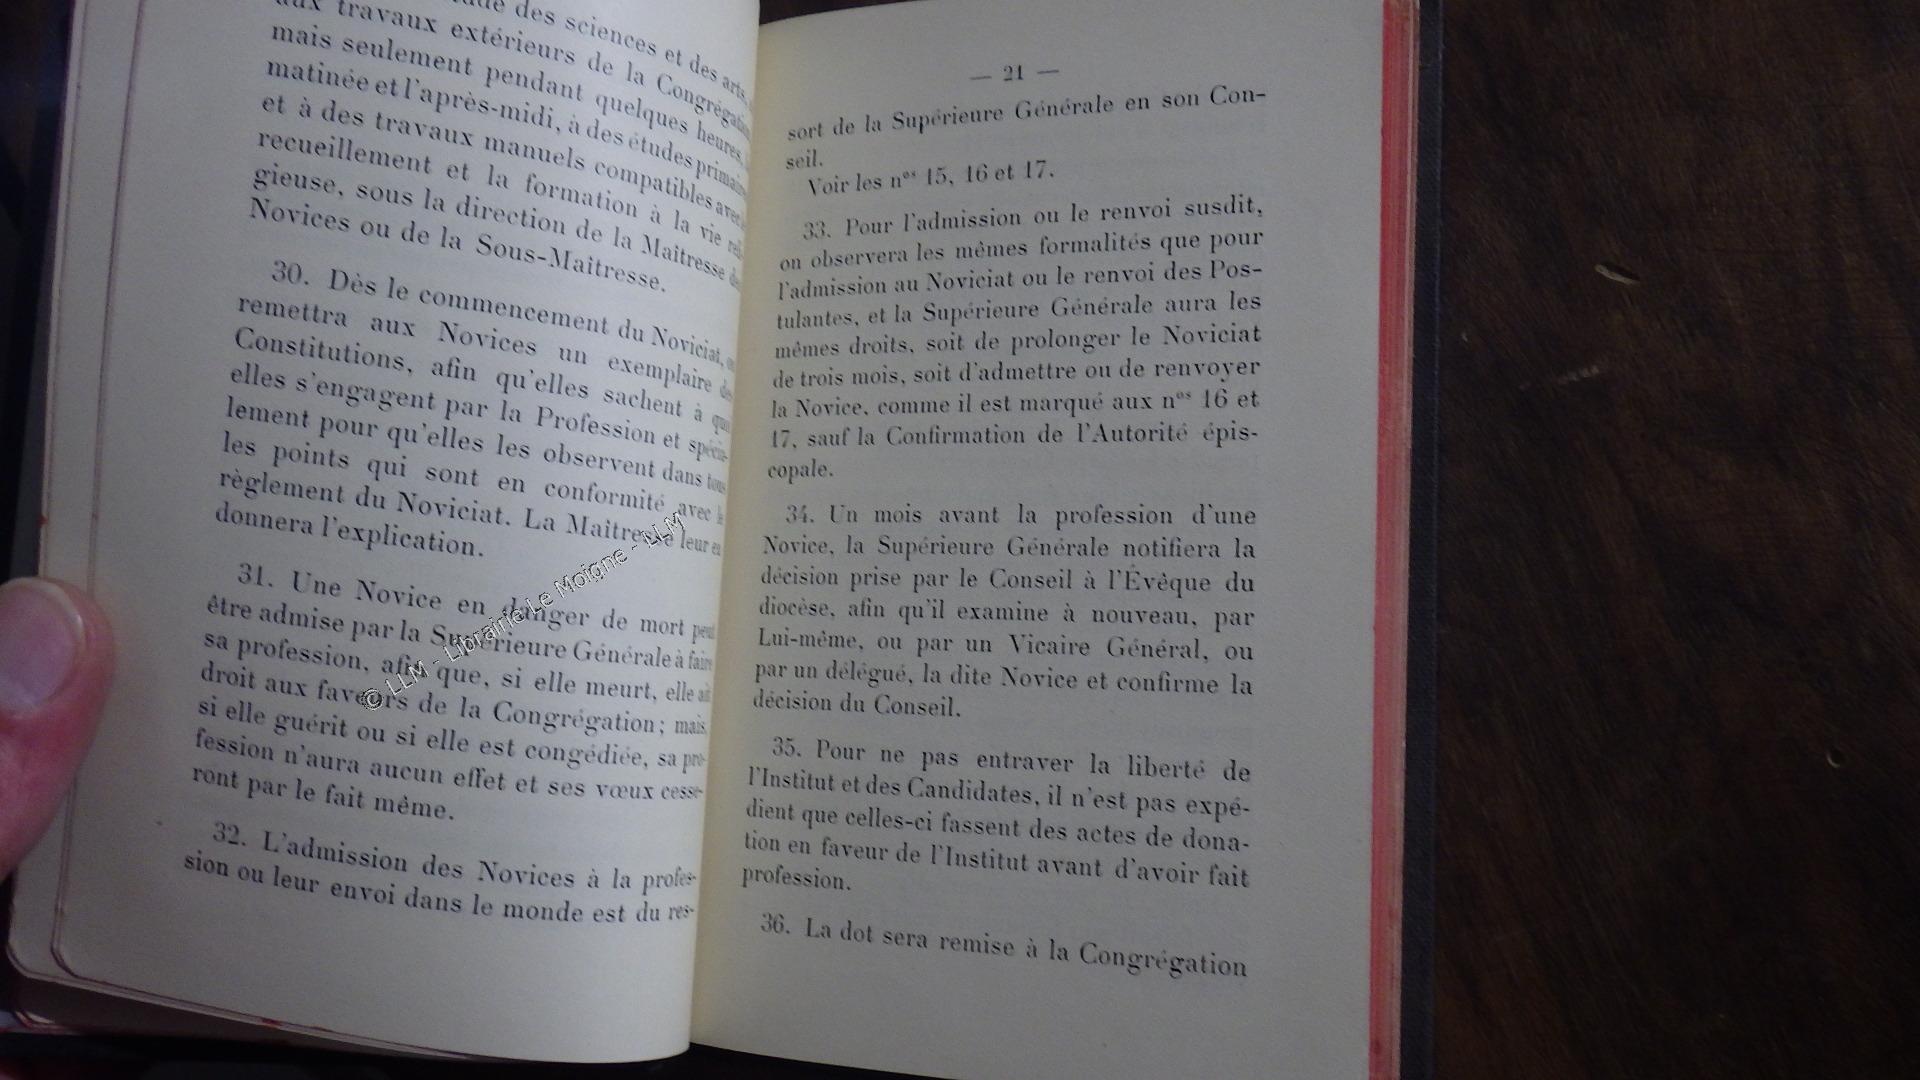 des sciences et des arts,
aux travaux extérieurs de la Congrégation
mais seulement pendant quelques heures,
matinée et l'après-midi, à des études primaires
et à des travaux manuels compatibles avec
recueillement et la formation à la vie reli-
gieuse, sous la direction de la Maîtresse des
Novices ou de la Sous-Maîtresse.
30. Dès le commencement du Noviciat, on
remettra aux Novices un exemplaire des
Constitutions, afin qu'elles sachent à quoi
elles s'engagent par la Profession et spécia-
lement pour qu'elles les observent dans tous
les points qui sont en conformité avec le
règlement du Noviciat. La Maîtresse leur en
donnera l'explication.
31. Une Novice en danger de mort peut
être admise par la Supérieure Générale à faire
sa profession, afin que, si elle meurt, elle ait
droit aux faveurs de la Congrégation; mais,
si elle guérit ou si elle est congédiée, sa pro-
fession n'aura aucun effet et ses vœux cesse-
ront par le fait même.
32. L'admission des Novices à la profes-
sion ou leur envoi dans le monde est du res-
© LLM - Librairie Le Moigne - LLM
— 21 —
sort de la Supérieure Générale en son Con-
seil.
Voir les nos 15, 16 et 17.
33. Pour l'admission ou le renvoi susdit,
on observera les mêmes formalités que pour
l'admission au Noviciat ou le renvoi des Pos-
tulantes, et la Supérieure Générale aura les
mêmes droits, soit de prolonger le Noviciat
de trois mois, soit d'admettre ou de renvoyer
la Novice, comme il est marqué aux nos 16 et
17, sauf la Confirmation de l'Autorité épis-
copale.
34. Un mois avant la profession d'une
Novice, la Supérieure Générale notifiera la
décision prise par le Conseil à l'Évêque du
diocèse, afin qu'il examine à nouveau, par
Lui-même, ou par un Vicaire Général, ou
par un délégué, la dite Novice et confirme la
décision du Conseil.
35. Pour ne pas entraver la liberté de
l'Institut et des Candidates, il n'est pas expé-
dient que celles-ci fassent des actes de dona-
tion en faveur de l'Institut avant d'avoir fait
profession.
36. La dot sera remise à la Congrégation